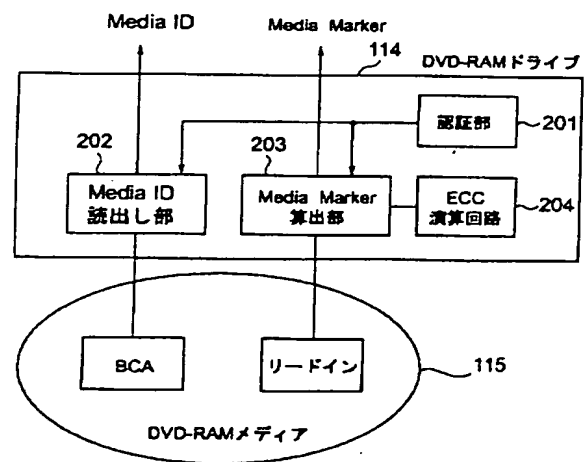 Media ID
Media Marker
114
DVD-RAMドライブ
認証部
201
202
203
Media ID
読出し部
Media Marker
算出部
ECC
演算回路
204
BCA
リードイン
115
DVD-RAMメディア